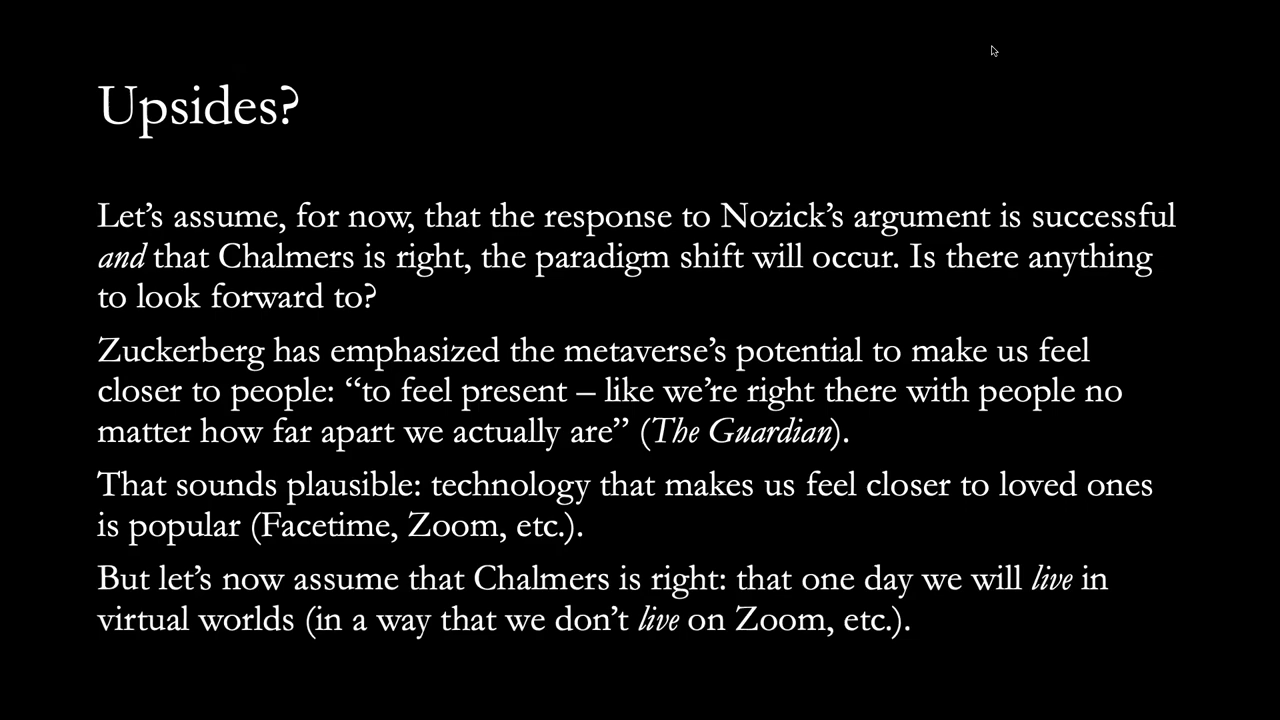 Upsides?
Let’s assume, for now, that the response to Nozick’s argument is successful
and that Chalmers is right, the paradigm shift will occur. Is there anything
to look forward to?
Zuckerberg has emphasized the metaverse’s potential to make us feel
closer to people: “to feel present – like we’re right there with people no
matter how far apart we actually are” (The Guardian).
That sounds plausible: technology that makes us feel closer to loved ones
is popular (Facetime, Zoom, etc.).
But let’s now assume that Chalmers is right: that one day we will live in
virtual worlds (in a way that we don’t live on Zoom, etc.).